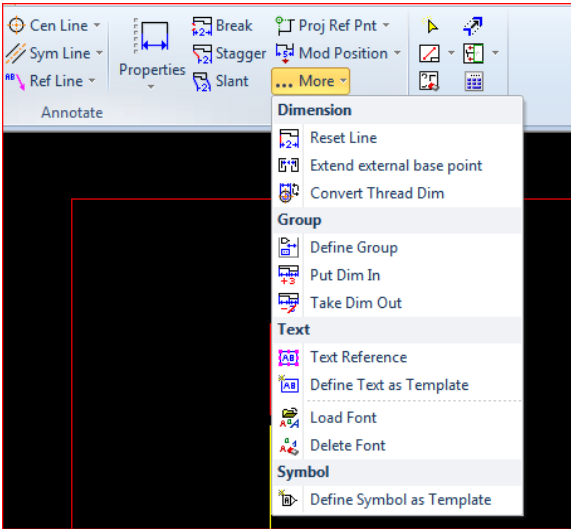 Cen Line
Sym Line
Ref Line
Annotate
Properties
Break
Stagger
Slant
Proj Ref Pnt
Mod Position
... More
Dimension
Reset Line
Extend external base point
Convert Thread Dim
Group
Define Group
Put Dim In
Take Dim Out
Text
Text Reference
Define Text as Template
Load Font
Delete Font
Symbol
Define Symbol as Template